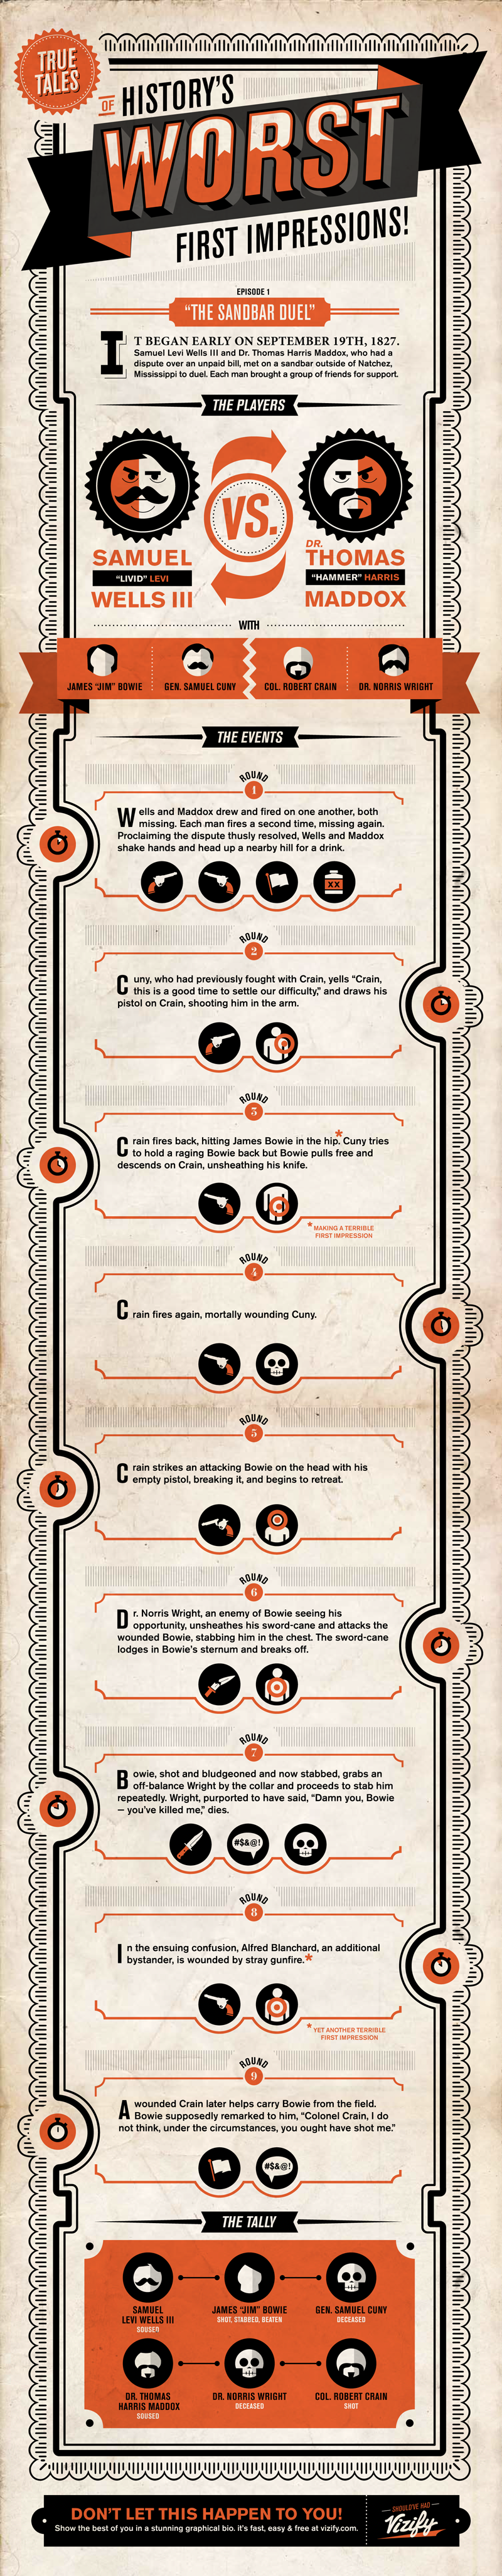 TRUE
TALES
OF HISTORY'S
WORST
FIRST IMPRESSIONS!
EPISODE 1
"THE SANDBAR DUEL"
IT BEGAN EARLY ON SEPTEMBER 19TH, 1827.
Samuel Levi Wells III and Dr. Thomas Harris Maddox, who had a
dispute over an unpaid bill, met on a sandbar outside of Natchez,
Mississippi to duel. Each man brought a group of friends for support.
THE PLAYERS
VS.
SAMUEL
"LIVID" LEVI
WELLS III
DR.
THOMAS
"HAMMER" HARRIS
MADDOX
WITH
JAMES "JIM" BOWIE
GEN. SAMUEL CUNY
COL. ROBERT CRAIN
DR. NORRIS WRIGHT
THE EVENTS
ROUND
1
Wells and Maddox drew and fired on one another, both
missing. Each man fires a second time, missing again.
Proclaiming the dispute thusly resolved, Wells and Maddox
shake hands and head up a nearby hill for a drink.
XX
ROUND
2
Cuny, who had previously fought with Crain, yells "Crain,
this is a good time to settle our difficulty," and draws his
pistol on Crain, shooting him in the arm.
ROUND
3
Crain fires back, hitting James Bowie in the hip.* Cuny tries
to hold a raging Bowie back but Bowie pulls free and
descends on Crain, unsheathing his knife.
* MAKING A TERRIBLE
FIRST IMPRESSION
ROUND
4
Crain fires again, mortally wounding Cuny.
ROUND
5
Crain strikes an attacking Bowie on the head with his
empty pistol, breaking it, and begins to retreat.
ROUND
6
Dr. Norris Wright, an enemy of Bowie seeing his
opportunity, unsheathes his sword-cane and attacks the
wounded Bowie, stabbing him in the chest. The sword-cane
lodges in Bowie's sternum and breaks off.
ROUND
7
Bowie, shot and bludgeoned and now stabbed, grabs an
off-balance Wright by the collar and proceeds to stab him
repeatedly. Wright, purported to have said, "Damn you, Bowie
– you've killed me," dies.
#$&@!
ROUND
8
In the ensuing confusion, Alfred Blanchard, an additional
bystander, is wounded by stray gunfire.*
* YET ANOTHER TERRIBLE
FIRST IMPRESSION
ROUND
9
A wounded Crain later helps carry Bowie from the field.
Bowie supposedly remarked to him, "Colonel Crain, I do
not think, under the circumstances, you ought have shot me."
#$&@!
THE TALLY
SAMUEL
LEVI WELLS III
SOUSED
JAMES "JIM" BOWIE
SHOT, STABBED, BEATEN
GEN. SAMUEL CUNY
DECEASED
DR. THOMAS
HARRIS MADDOX
SOUSED
DR. NORRIS WRIGHT
DECEASED
COL. ROBERT CRAIN
SHOT
DON'T LET THIS HAPPEN TO YOU!
Show the best of you in a stunning graphical bio. it's fast, easy & free at vizify.com.
SHOULD'VE HAD
Vizify